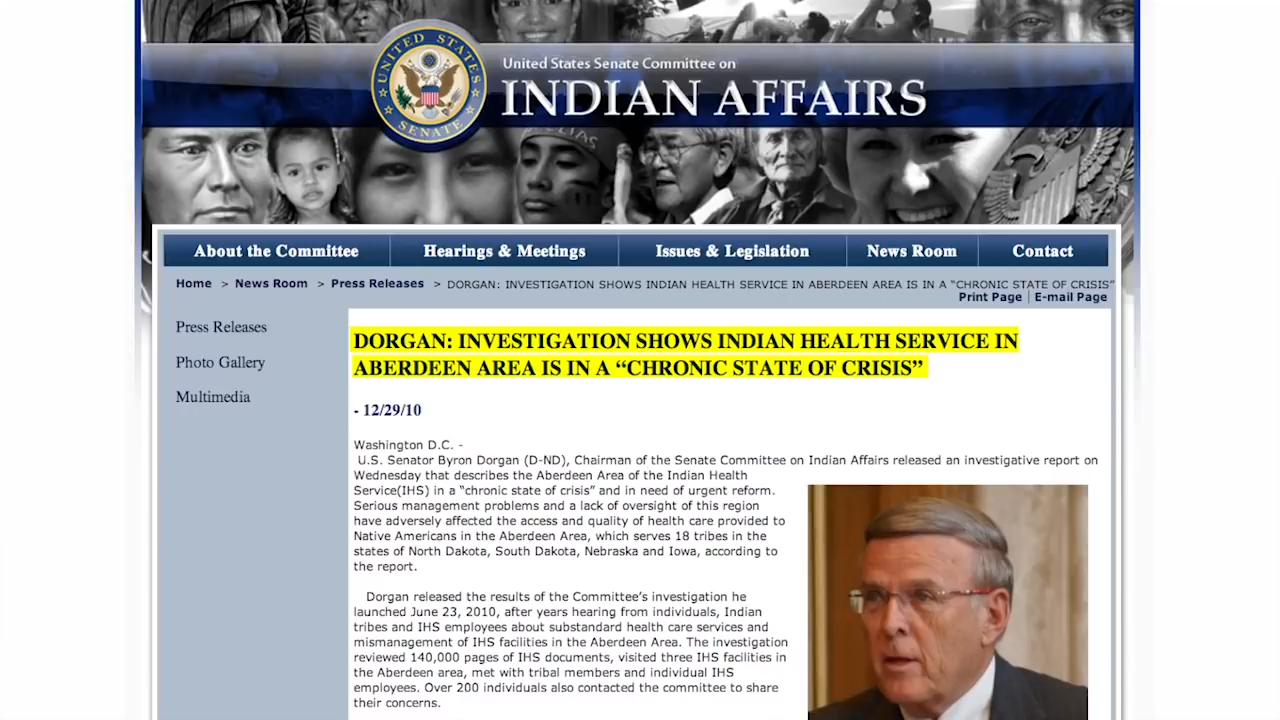 UNITED STATES
SENATE
United States Senate Committee on
INDIAN AFFAIRS
About the Committee
Hearings & Meetings
Issues & Legislation
News Room
Contact
Home > News Room > Press Releases > DORGAN: INVESTIGATION SHOWS INDIAN HEALTH SERVICE IN ABERDEEN AREA IS IN A “CHRONIC STATE OF CRISIS”
Print Page | E-mail Page
Press Releases
Photo Gallery
Multimedia
DORGAN: INVESTIGATION SHOWS INDIAN HEALTH SERVICE IN
ABERDEEN AREA IS IN A “CHRONIC STATE OF CRISIS”
- 12/29/10
Washington D.C. -
U.S. Senator Byron Dorgan (D-ND), Chairman of the Senate Committee on Indian Affairs released an investigative report on
Wednesday that describes the Aberdeen Area of the Indian Health
Service(IHS) in a “chronic state of crisis” and in need of urgent reform.
Serious management problems and a lack of oversight of this region
have adversely affected the access and quality of health care provided to
Native Americans in the Aberdeen Area, which serves 18 tribes in the
states of North Dakota, South Dakota, Nebraska and Iowa, according to
the report.
Dorgan released the results of the Committee’s investigation he
launched June 23, 2010, after years hearing from individuals, Indian
tribes and IHS employees about substandard health care services and
mismanagement of IHS facilities in the Aberdeen Area. The investigation
reviewed 140,000 pages of IHS documents, visited three IHS facilities in
the Aberdeen area, met with tribal members and individual IHS
employees. Over 200 individuals also contacted the committee to share
their concerns.